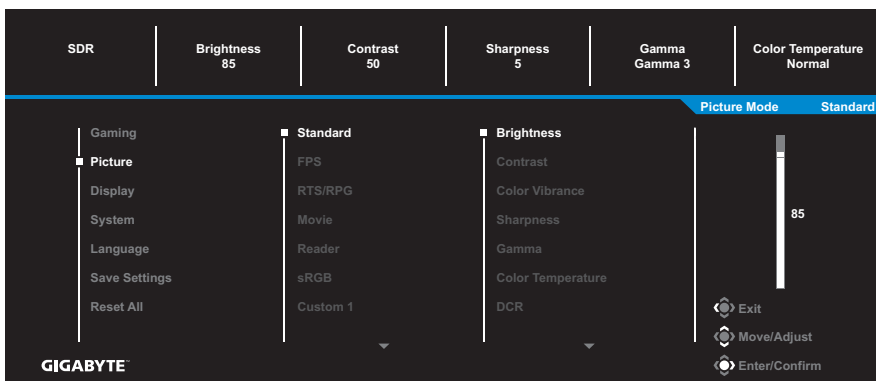 SDR
Brightness
85
Contrast
50
Sharpness
5
Gamma
Gamma 3
Color Temperature
Normal
Picture Mode Standard
Gaming
Picture
Display
System
Language
Save Settings
Reset All
Standard
FPS
RTS/RPG
Movie
Reader
sRGB
Custom 1
Brightness
Contrast
Color Vibrance
Sharpness
Gamma
Color Temperature
DCR
85
Exit
Move/Adjust
Enter/Confirm
GIGABYTE™